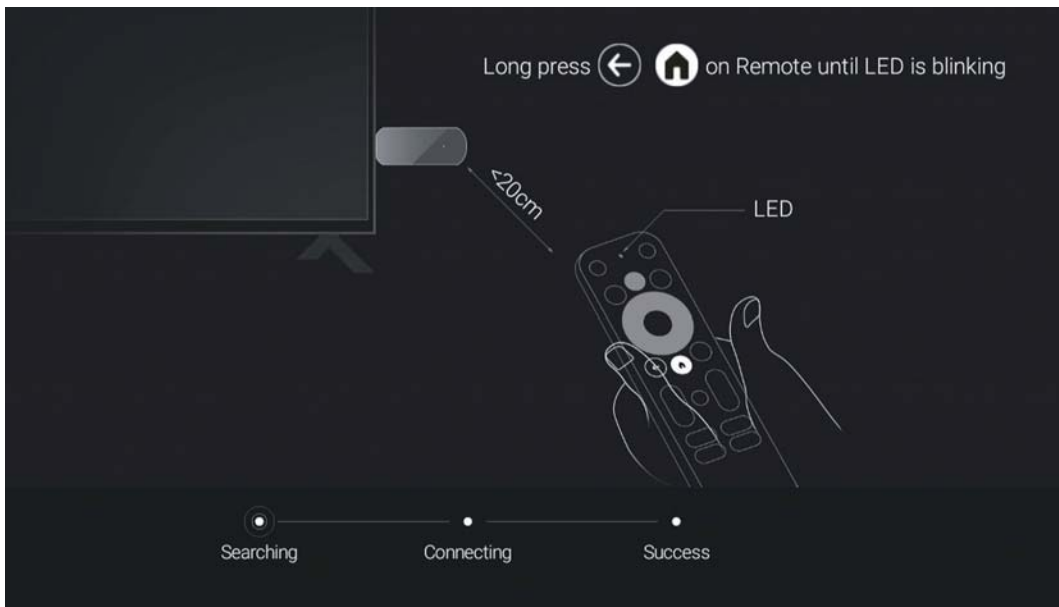 Long press on Remote until LED is blinking
<20cm
LED
Searching Connecting Success